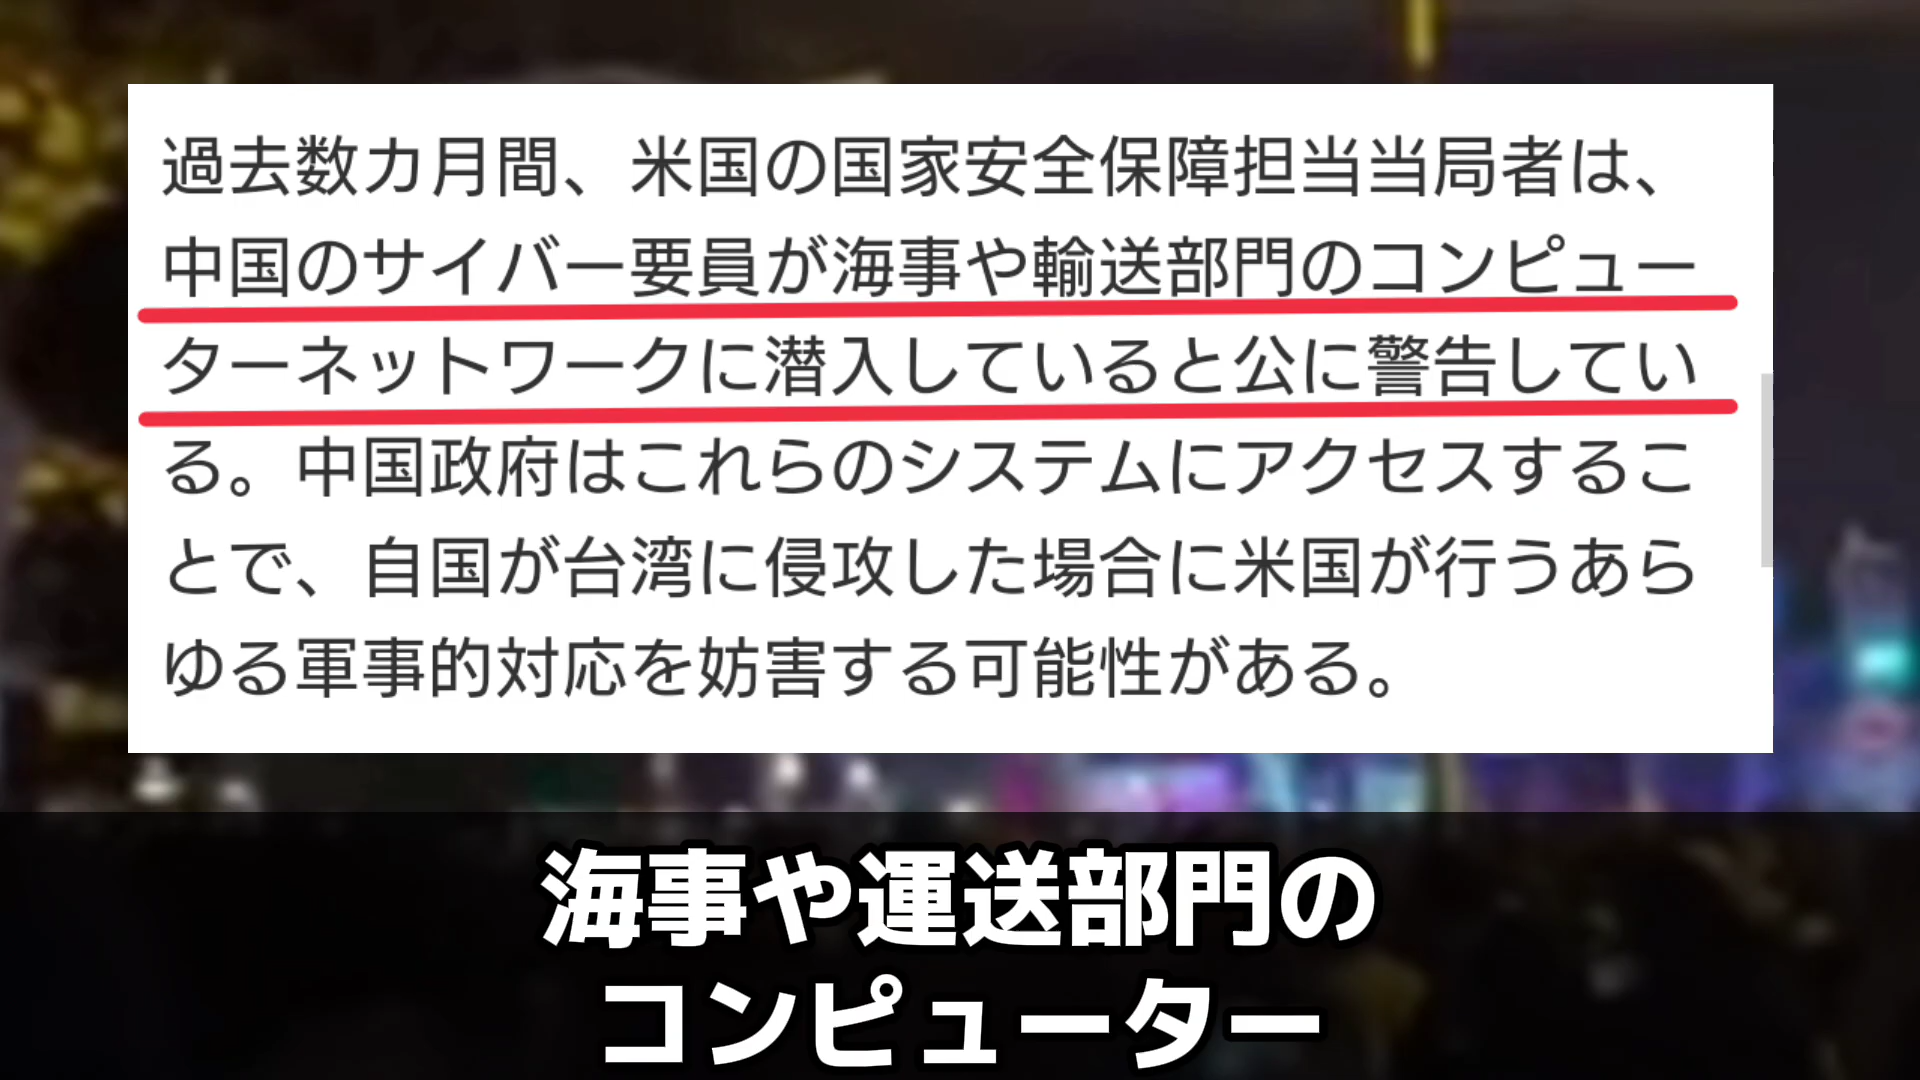 過去数カ月間、米国の国家安全保障担当当局者は、
中国のサイバー要員が海事や輸送部門のコンピュー
ターネットワークに潜入していると公に警告してい
る。中国政府はこれらのシステムにアクセスするこ
とで、自国が台湾に侵攻した場合に米国が行うあら
ゆる軍事的対応を妨害する可能性がある。
海事や運送部門の
コンピューター